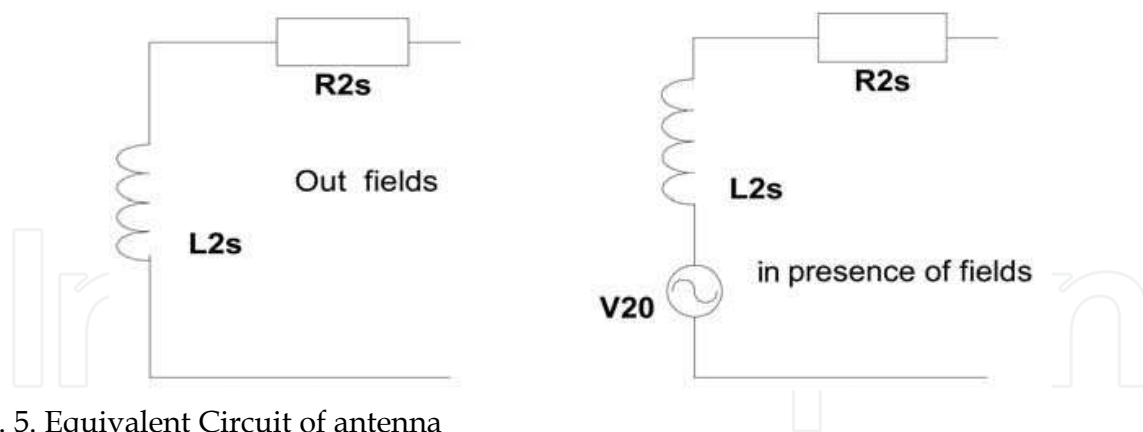 R2s
R2s
Out fields
L2s
L2s
in presence of fields
V20
. 5. Equivalent Circuit of antenna